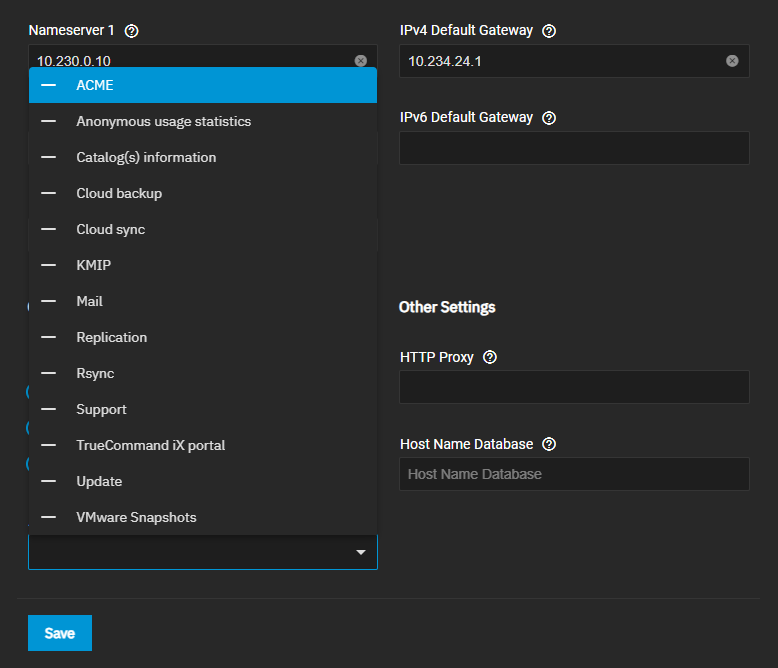 Nameserver 1
IPv4 Default Gateway
10.230.0.10
10.234.24.1
ACME
IPv6 Default Gateway
Anonymous usage statistics
Catalog(s) information
Cloud backup
Cloud sync
KMIP
Mail
Other Settings
Replication
HTTP Proxy
Rsync
Support
TrueCommand iX portal
Host Name Database
Host Name Database
Update
VMware Snapshots
Save